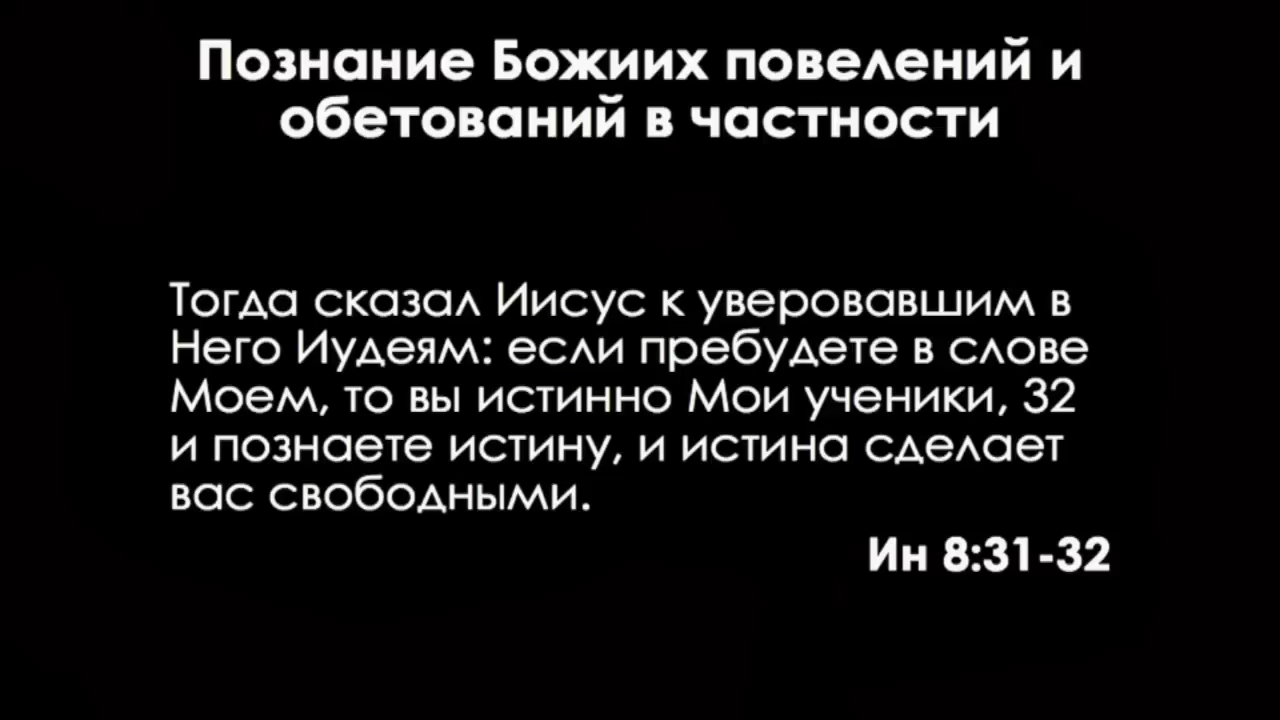 Познание Божиих повелений и
обетований в частности
Тогда сказал Иисус к уверовавшим в
Него Иудеям: если пребудете в слове
Моем, то вы истинно Мои ученики, 32
и познаете истину, и истина сделает
вас свободными.
Ин 8:31-32